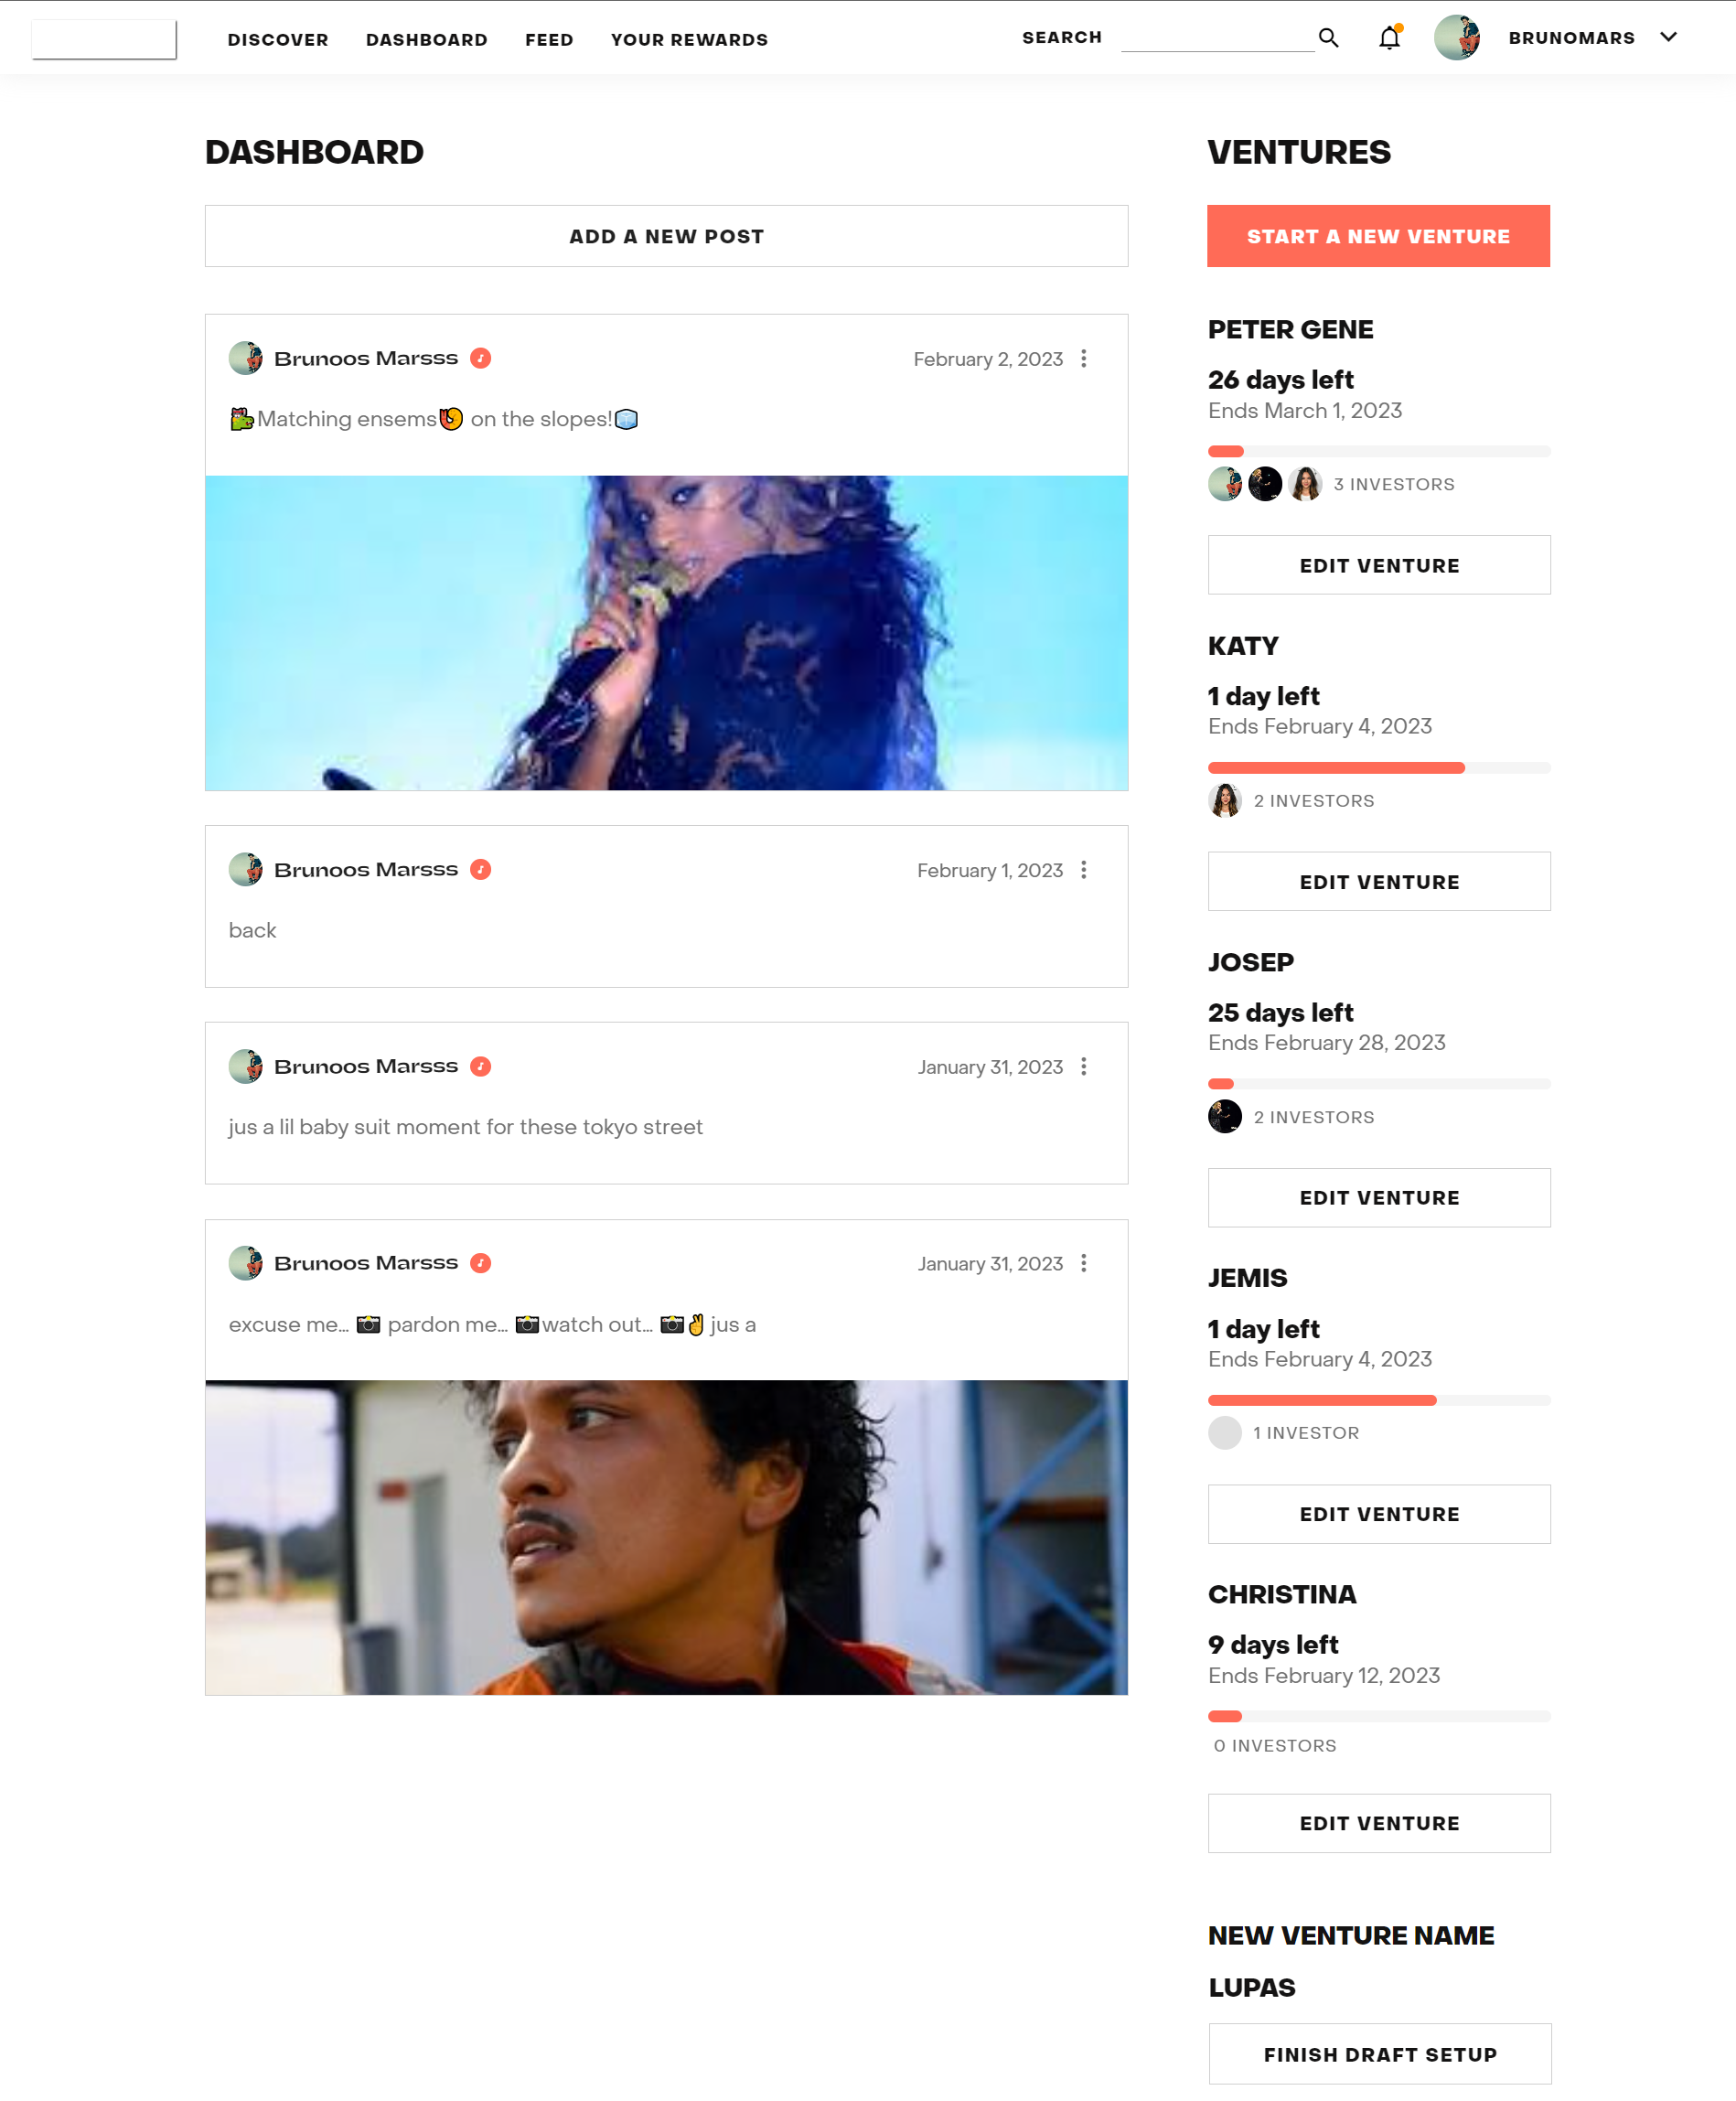 DISCOVER DASHBOARD FEED YOUR REWARDS SEARCH BRUNOMARS
DASHBOARD
ADD A NEW POST
Brunoos Marsss February 2, 2023
Matching ensems on the slopes!
Brunoos Marsss February 1, 2023
back
Brunoos Marsss January 31, 2023
jus a lil baby suit moment for these tokyo street
Brunoos Marsss January 31, 2023
excuse me... 📷 pardon me... 📷watch out... 📷✌️jus a
VENTURES
START A NEW VENTURE
PETER GENE
26 days left
Ends March 1, 2023
3 INVESTORS
EDIT VENTURE
KATY
1 day left
Ends February 4, 2023
2 INVESTORS
EDIT VENTURE
JOSEP
25 days left
Ends February 28, 2023
2 INVESTORS
EDIT VENTURE
JEMIS
1 day left
Ends February 4, 2023
1 INVESTOR
EDIT VENTURE
CHRISTINA
9 days left
Ends February 12, 2023
0 INVESTORS
EDIT VENTURE
NEW VENTURE NAME
LUPAS
FINISH DRAFT SETUP